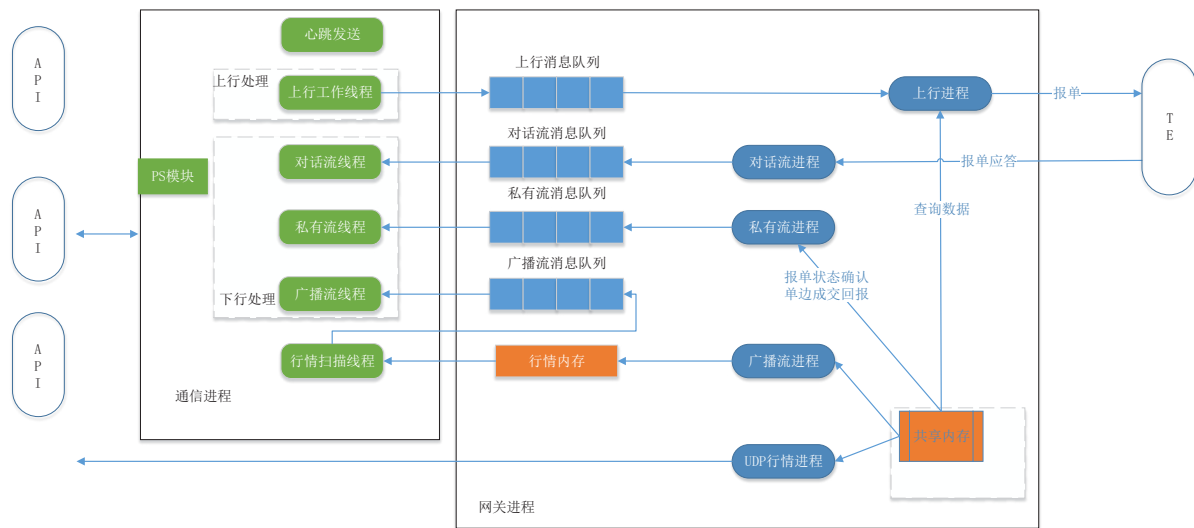 心跳发送
上行处理
上行工作线程
上行消息队列
上行进程
报单
API
TE
对话流消息队列
对话流线程
对话流进程
报单应答
PS模块
私有流消息队列
查询数据
API
私有流线程
私有流进程
广播流消息队列
报单状态确认
单边成交回报
广播流线程
下行处理
API
行情扫描线程
行情内存
广播流进程
通信进程
共享内存
UDP行情进程
网关进程